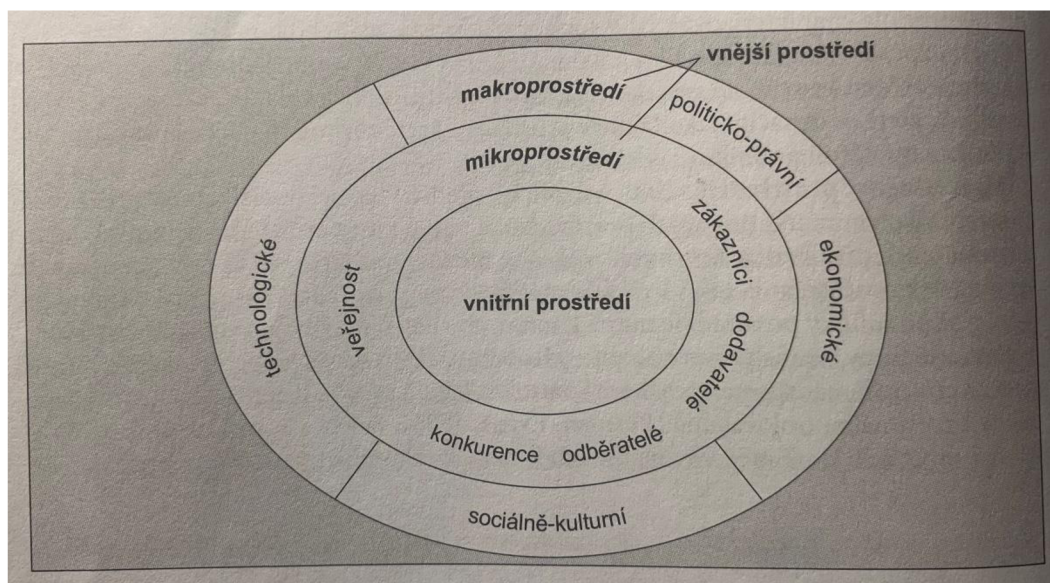 vnější prostředí
makroprostředí
politicko-právní
mikroprostředí
zákazníci
ekonomické
technologické
veřejnost
vnitřní prostředí
dodavatelé
konkurence odběratelé
sociálně-kulturní